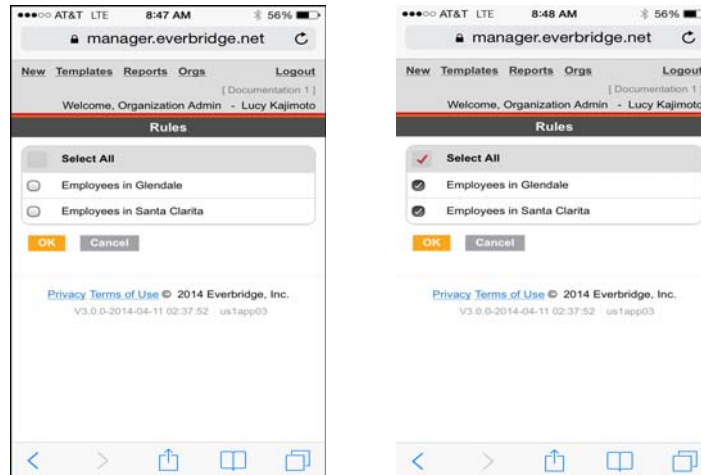 AT&T LTE 8:47 AM 56%
manager.everbridge.net
New Templates Reports Orgs Logout
[ Documentation 1 ]
Welcome, Organization Admin - Lucy Kajimoto
Rules
Select All
Employees in Glendale
Employees in Santa Clarita
OK Cancel
Privacy Terms of Use © 2014 Everbridge, Inc.
V3.0.0-2014-04-11 02:37:52 us1app03
AT&T LTE 8:48 AM 56%
manager.everbridge.net
New Templates Reports Orgs Logout
[ Documentation 1 ]
Welcome, Organization Admin - Lucy Kajimoto
Rules
Select All
Employees in Glendale
Employees in Santa Clarita
OK Cancel
Privacy Terms of Use © 2014 Everbridge, Inc.
V3.0.0-2014-04-11 02:37:52 us1app03